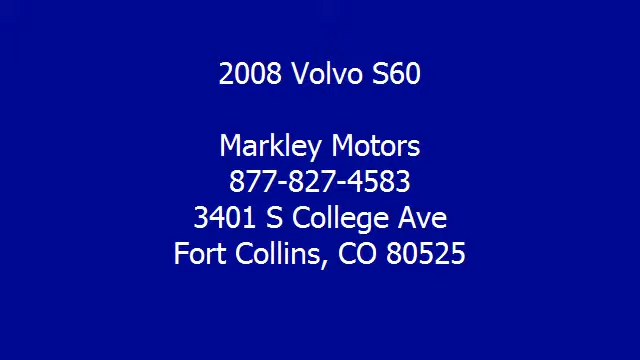 2008 Volvo S60
Markley Motors
877-827-4583
3401 S College Ave
Fort Collins, CO 80525